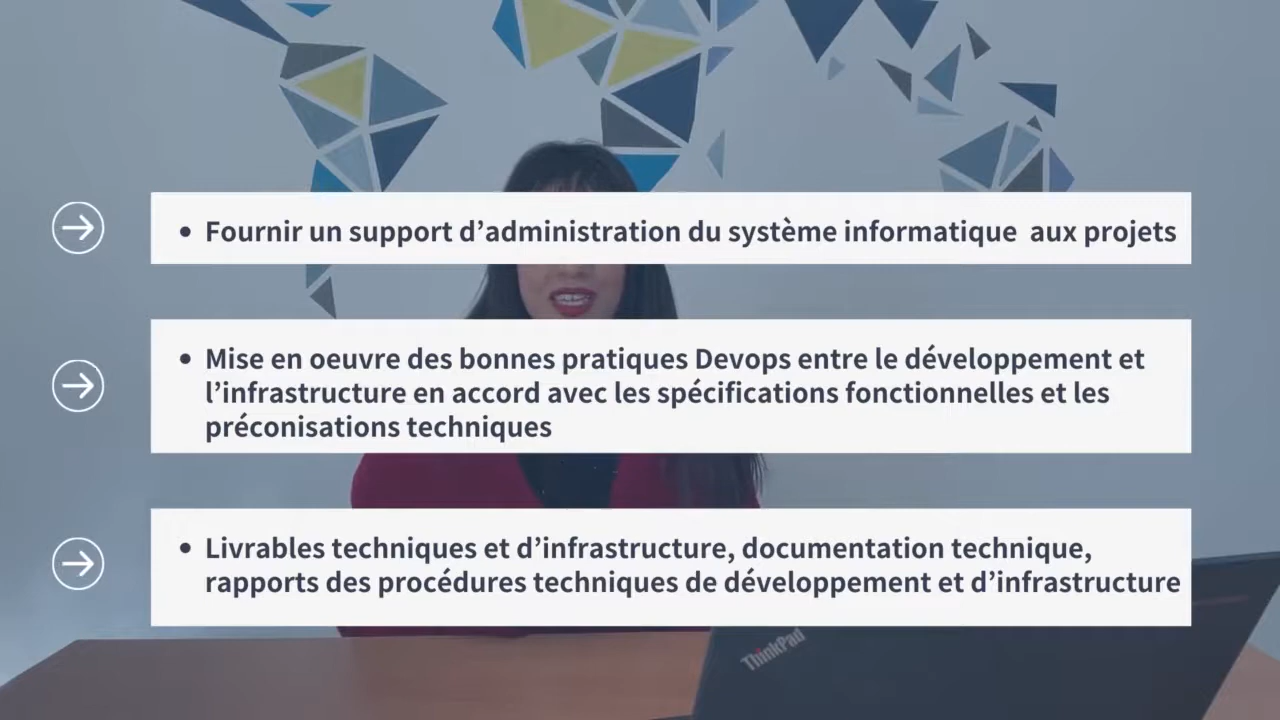 • Fournir un support d’administration du système informatique  aux projets
• Mise en oeuvre des bonnes pratiques Devops entre le développement et
l’infrastructure en accord avec les spécifications fonctionnelles et les
préconisations techniques
• Livrables techniques et d’infrastructure, documentation technique,
rapports des procédures techniques de développement et d’infrastructure
ThinkPad